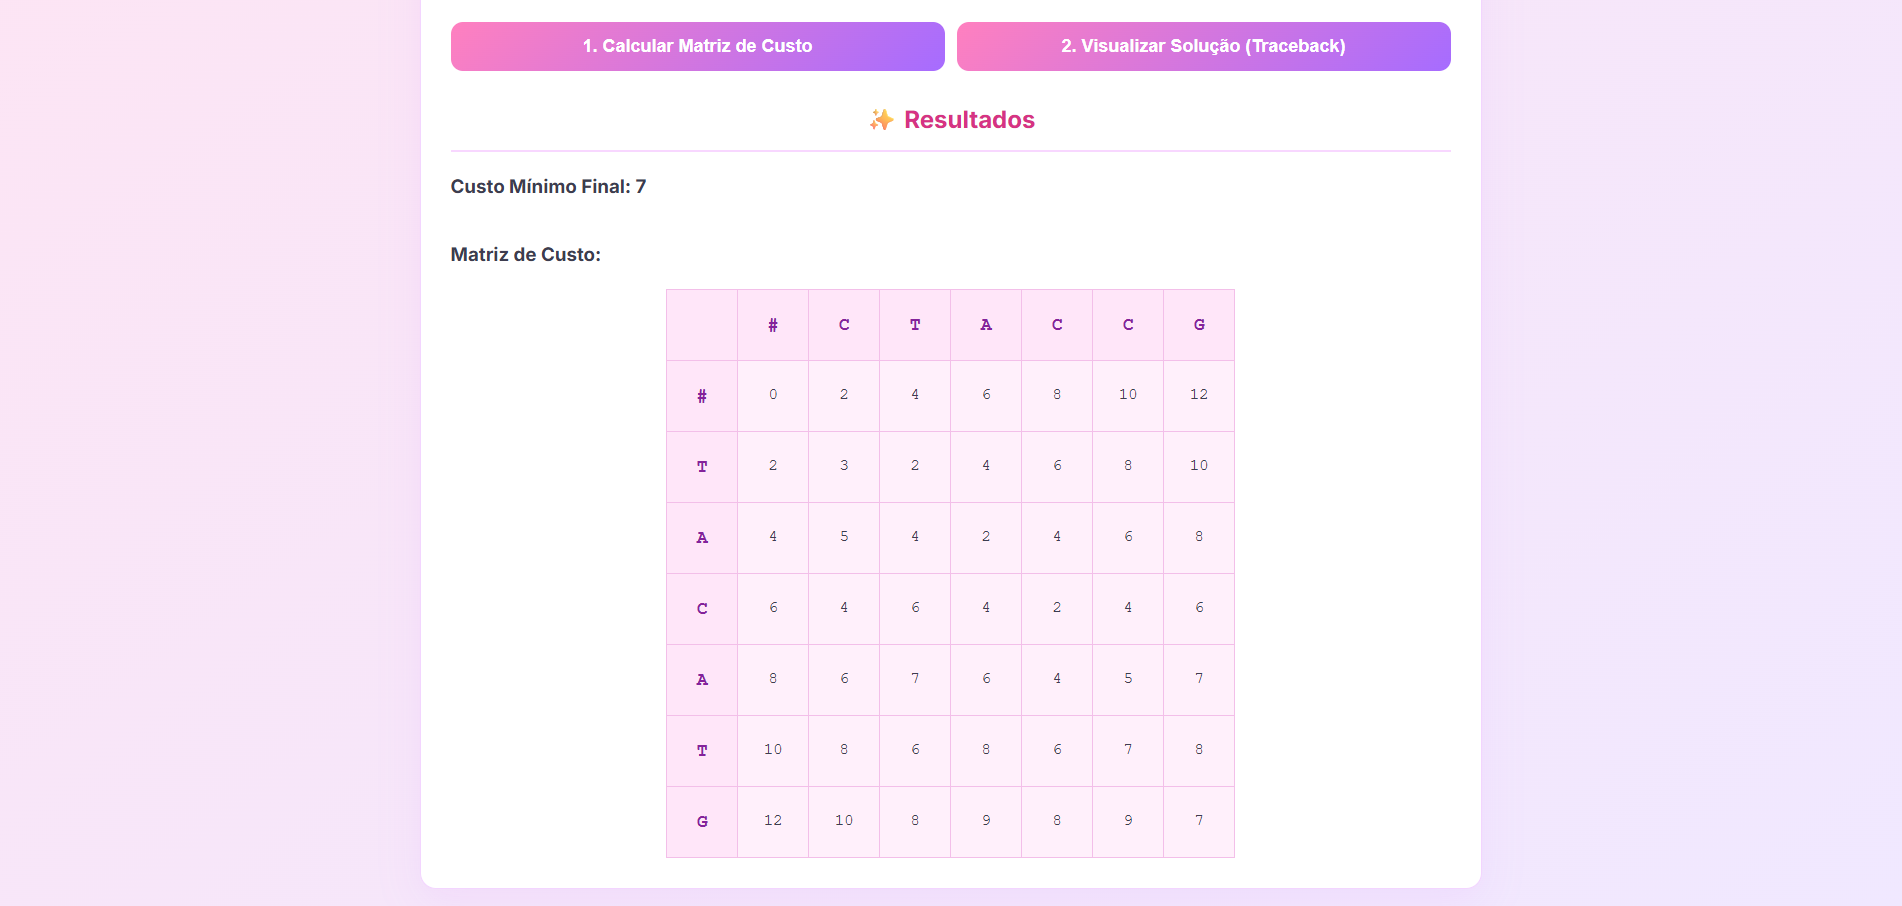 1. Calcular Matriz de Custo 2. Visualizar Solução (Traceback)
✨ Resultados
Custo Mínimo Final: 7
Matriz de Custo:
# C T A C C G
# 0 2 4 6 8 10 12
T 2 3 2 4 6 8 10
A 4 5 4 2 4 6 8
C 6 4 6 4 2 4 6
A 8 6 7 6 4 5 7
T 10 8 6 8 6 7 8
G 12 10 8 9 8 9 7